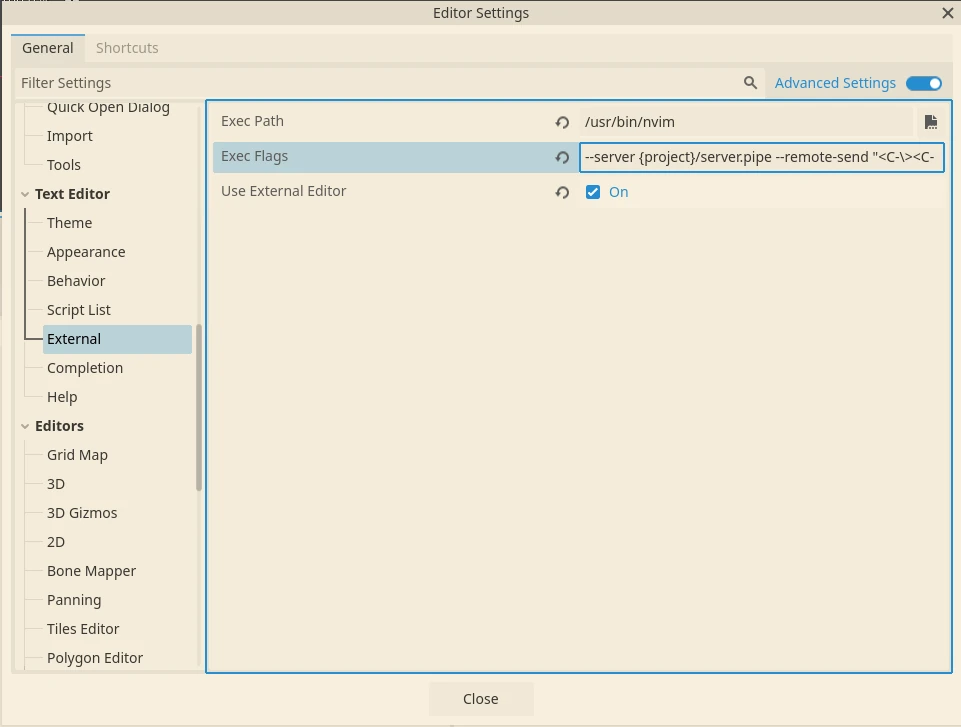 Editor Settings
General Shortcuts
Filter Settings Advanced Settings
Quick Open Dialog
Import
Tools
Text Editor
Theme
Appearance
Behavior
Script List
External
Completion
Help
Editors
Grid Map
3D
3D Gizmos
2D
Bone Mapper
Panning
Tiles Editor
Polygon Editor
Exec Path /usr/bin/nvim
Exec Flags --server {project}/server.pipe --remote-send "<C-\><C-
Use External Editor On
Close